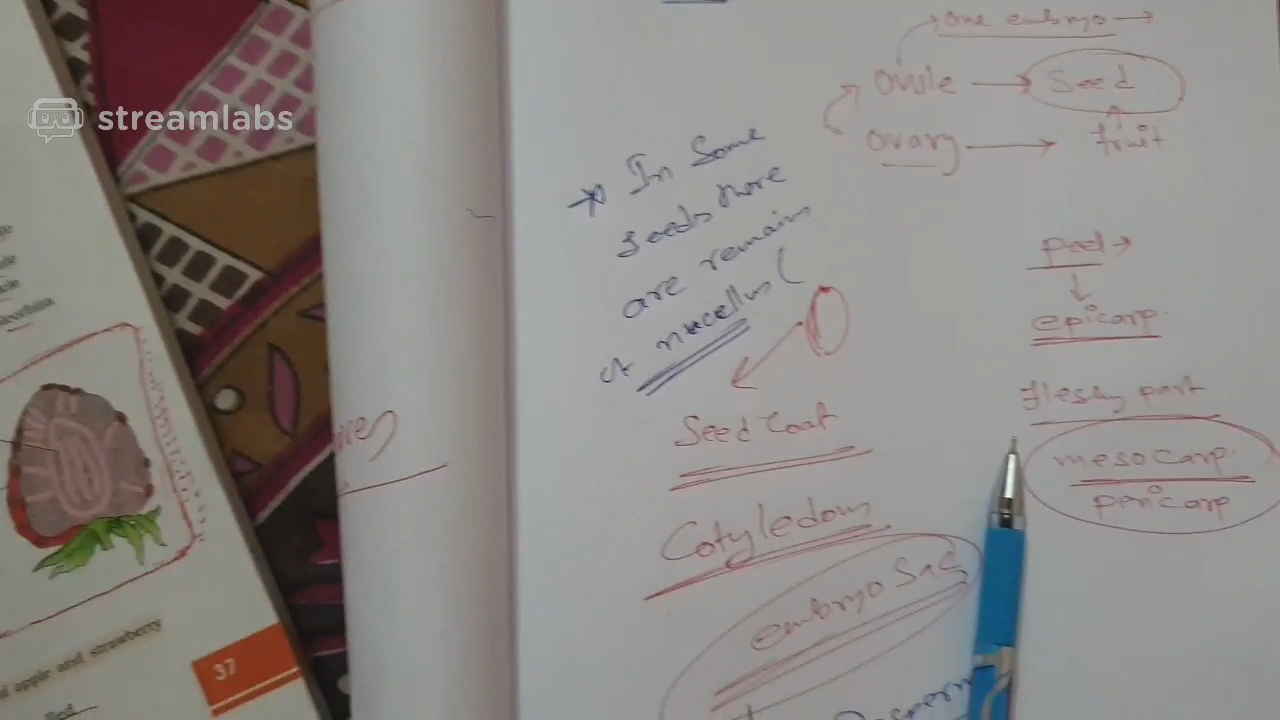 streamlabs
one embryo
ovule
Seed
ovary
fruit
In Some
seeds more
are remains
of nucellus (
peel
epicarp.
fleshy part
mesocarp.
pericarp
Seed coat
Cotyledons
embryo Sac
apple and strawberry
37